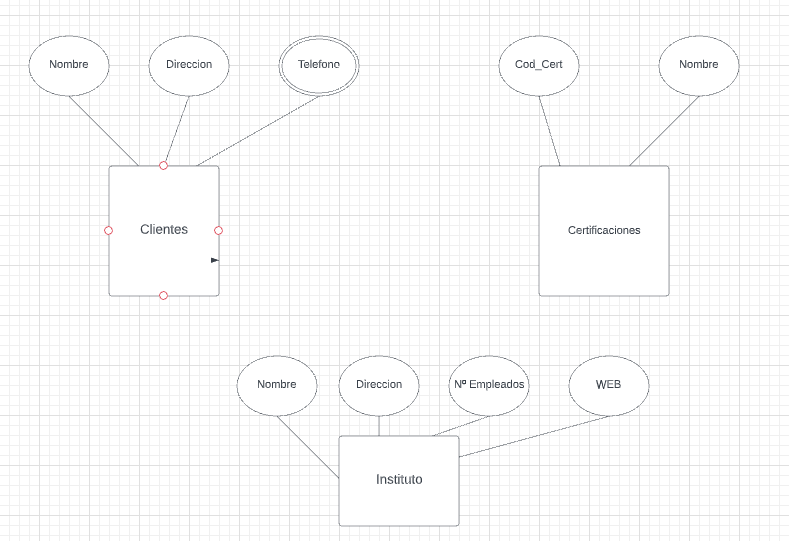 Nombre
Direccion
Telefono
Cod_Cert
Nombre
Clientes
Certificaciones
Nombre
Direccion
Nº Empleados
WEB
Instituto